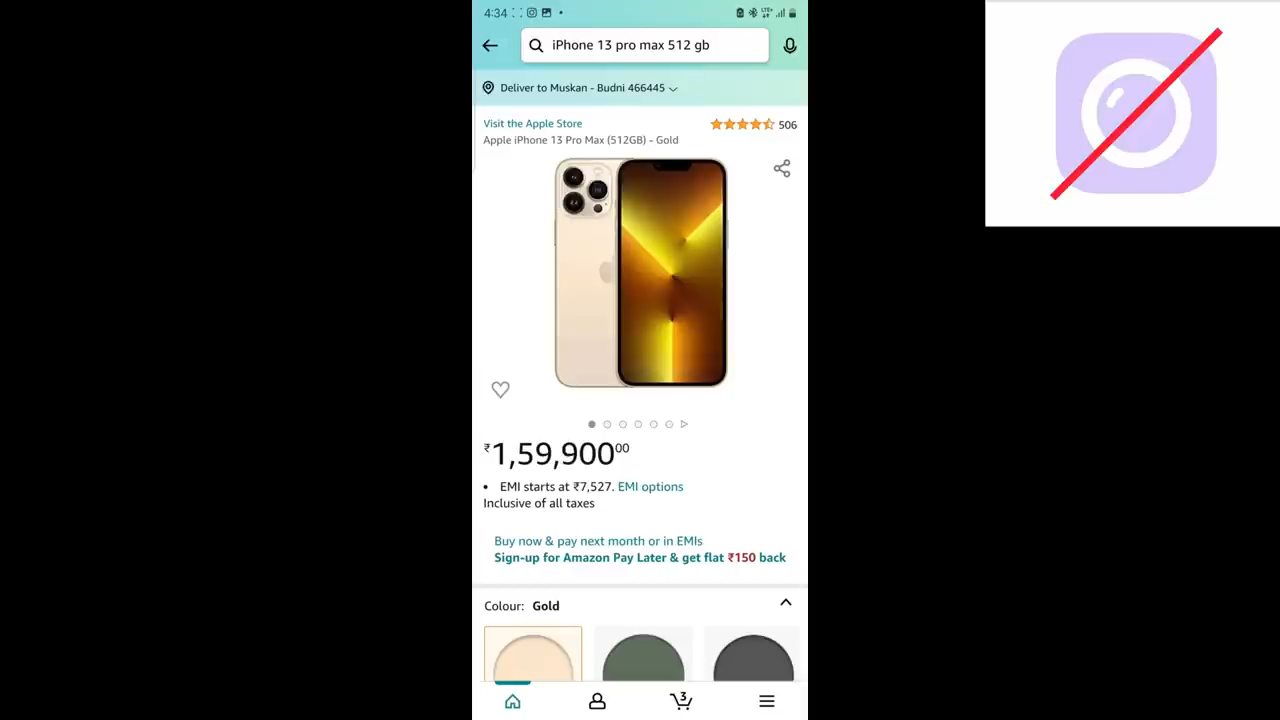 4:34
LTE+
iPhone 13 pro max 512 gb
Deliver to Muskan - Budni 466445
Visit the Apple Store
506
Apple iPhone 13 Pro Max (512GB) - Gold
₹1,59,90000
• EMI starts at ₹7,527. EMI options
Inclusive of all taxes
Buy now & pay next month or in EMIs
Sign-up for Amazon Pay Later & get flat ₹150 back
Colour: Gold
3